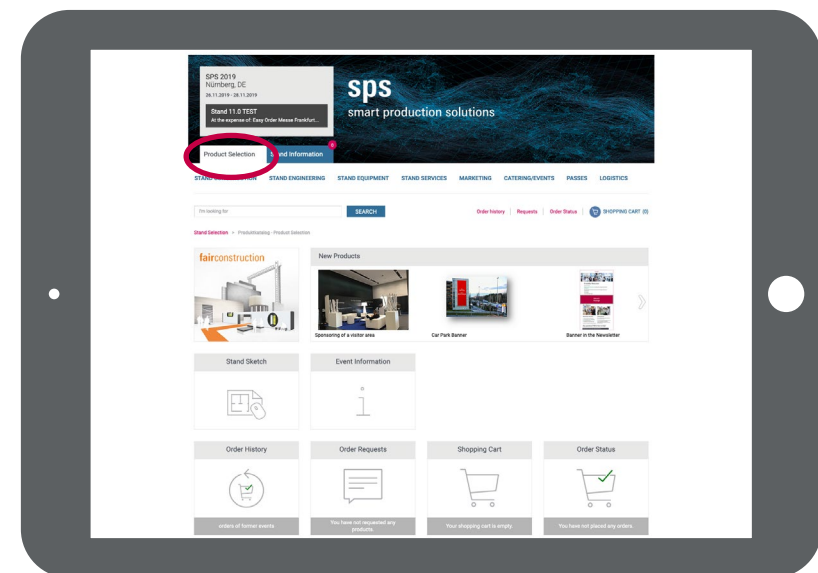 SPS 2019
Nürnberg, DE
26.11.2019 - 28.11.2019
Stand 11.0 TEST
At the expense of: Easy Order Messe Frankfurt...
sps
smart production solutions
Product Selection
Stand Information
0
STAND CONSTRUCTION STAND ENGINEERING STAND EQUIPMENT STAND SERVICES MARKETING CATERING/EVENTS PASSES LOGISTICS
I'm looking for
SEARCH
Order history | Requests | Order Status | SHOPPING CART (0)
Stand Selection Produktkatalog - Product Selection
fairconstruction
New Products
Sponsoring of a visitor area
Car Park Banner
Banner in the Newsletter
Stand Sketch
Event Information
Order History
Order Requests
Shopping Cart
Order Status
orders of former events
You have not requested any
products.
Your shopping cart is empty.
You have not placed any orders.